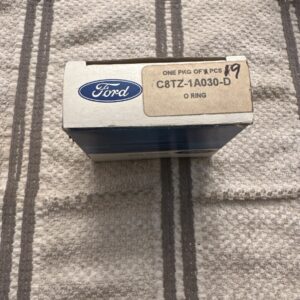 Ford
ONE PKG OF PCS 19
C8TZ-1A030-D
O RING